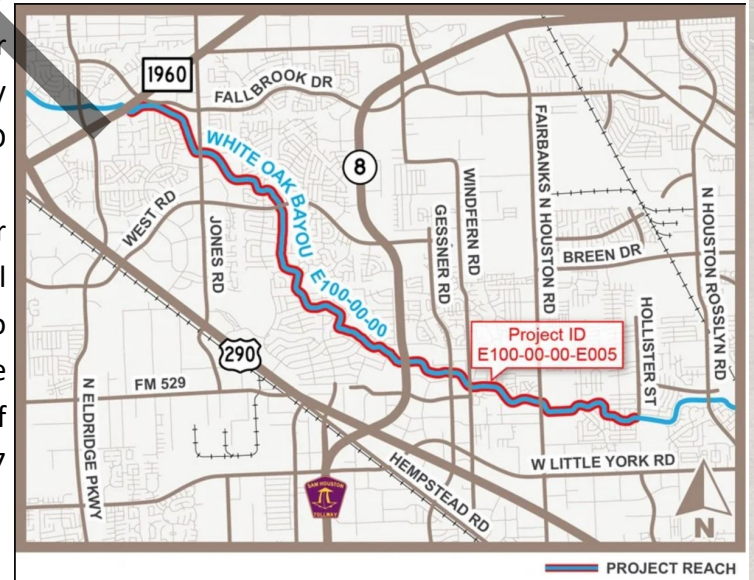 1960
FALLBROOK DR
WHITE OAK BAYOU E100-00-00
8
WEST RD
JONES RD
GESSNER RD
WINDFERN RD
FAIRBANKS N HOUSTON RD
BREEN DR
N HOUSTON ROSSLYN RD
HOLLISTER ST
Project ID
E100-00-00-E005
290
FM 529
N ELDRIDGE PKWY
HEMPSTEAD RD
W LITTLE YORK RD
SAM HOUSTON
TOLLWAY
N
PROJECT REACH